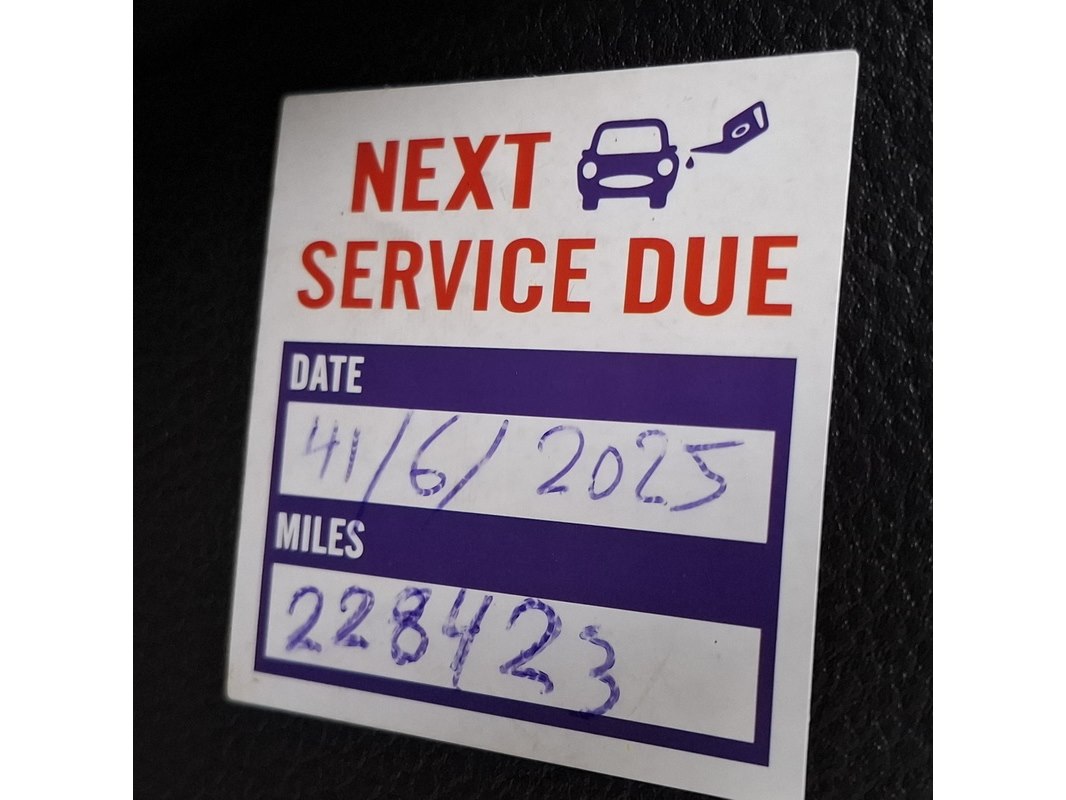 NEXT
SERVICE DUE
DATE
41/6/2025
MILES
228423